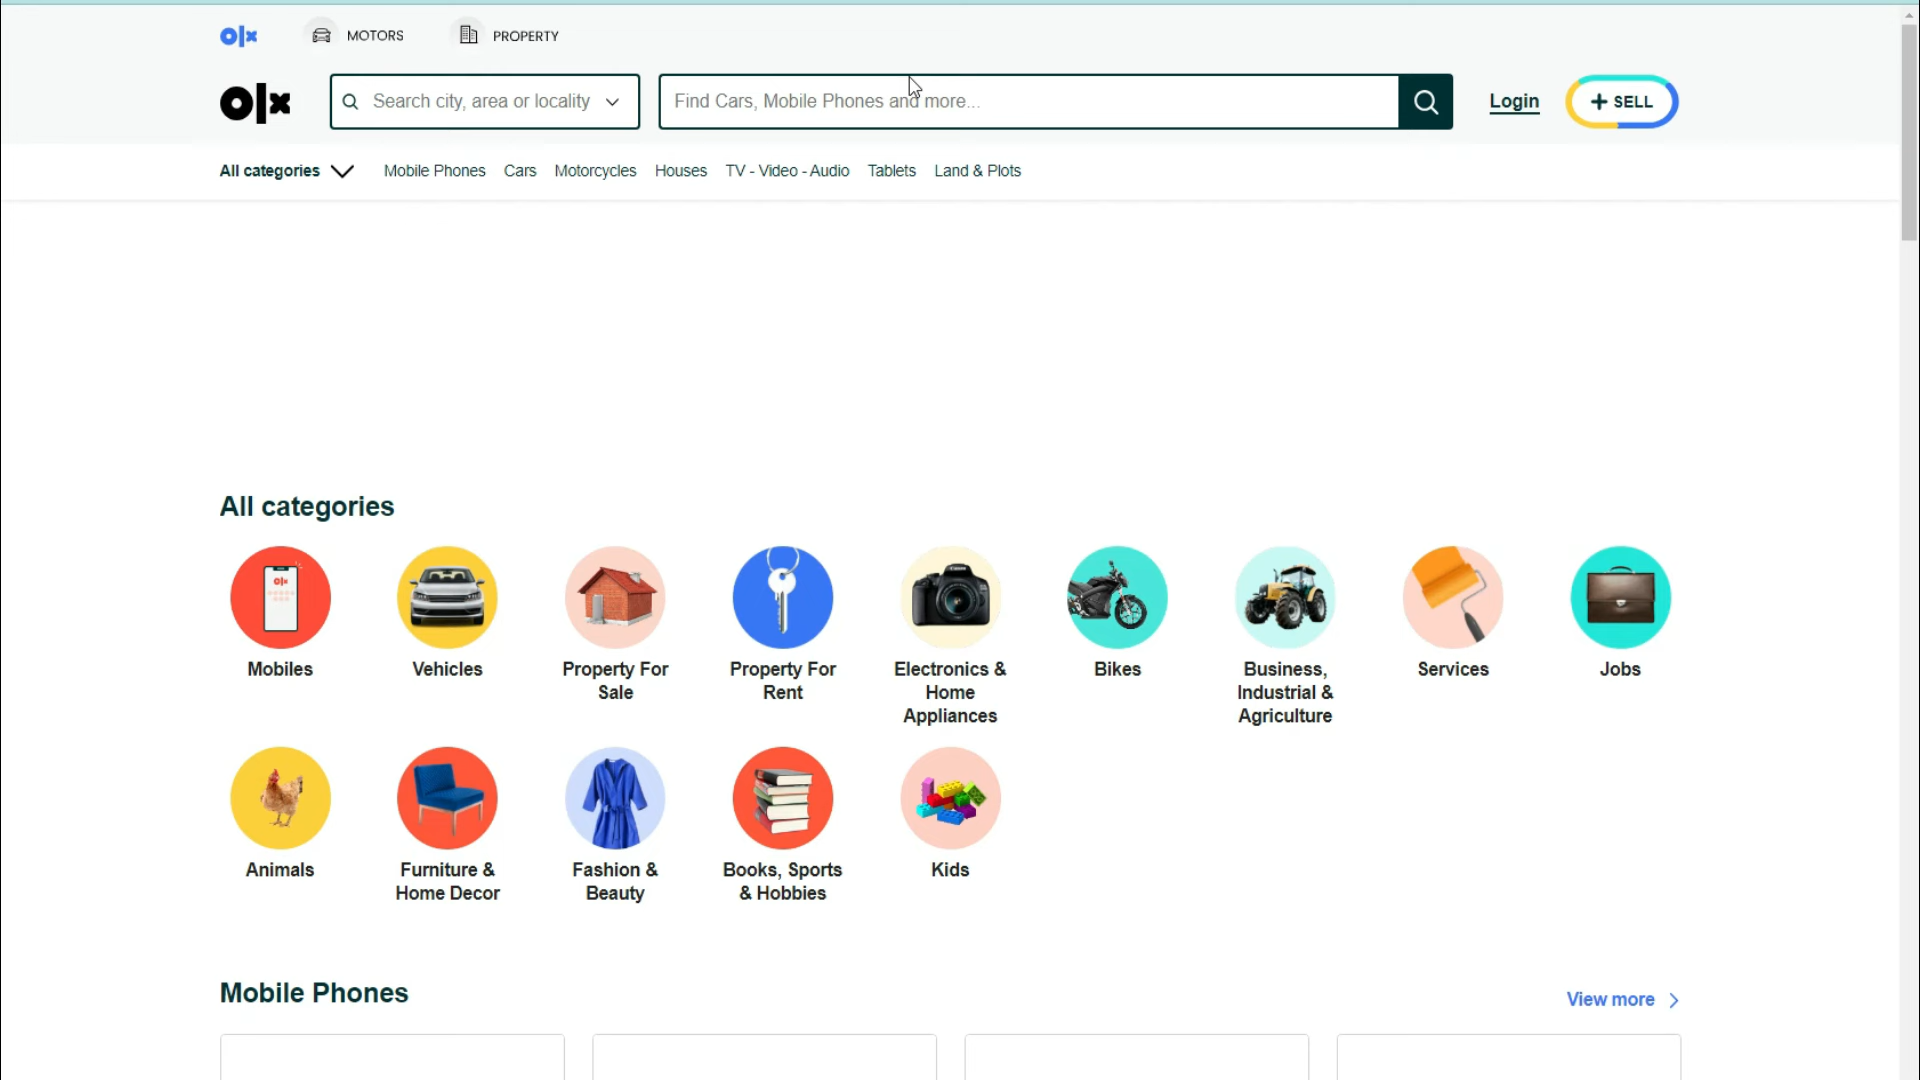 olx MOTORS PROPERTY
olx Search city, area or locality Find Cars, Mobile Phones and more... Login + SELL
All categories Mobile Phones Cars Motorcycles Houses TV - Video - Audio Tablets Land & Plots
All categories
olx
Canon
Mobiles
Vehicles
Property For
Sale
Property For
Rent
Electronics &
Home
Appliances
Bikes
Business,
Industrial &
Agriculture
Services
Jobs
Animals
Furniture &
Home Decor
Fashion &
Beauty
Books, Sports
& Hobbies
Kids
Mobile Phones
View more